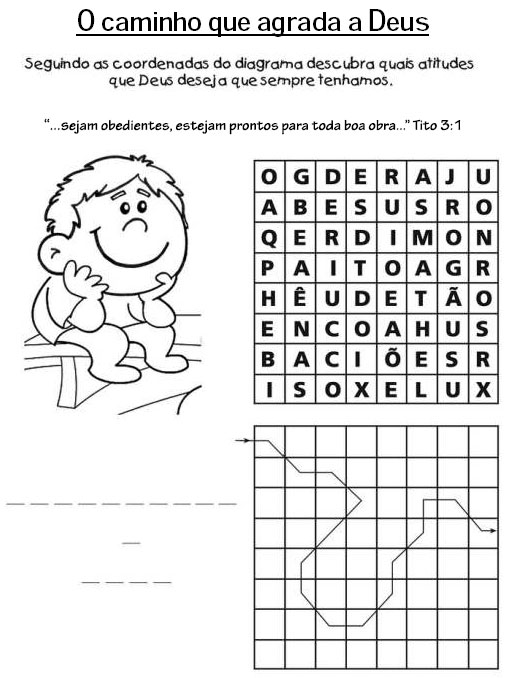 O caminho que agrada a Deus
Seguindo as coordenadas do diagrama descubra quais atitudes
que Deus deseja que sempre tenhamos.
“...sejam obedientes, estejam prontos para toda boa obra...” Tito 3:1
O G D E R A J U
A B E S U S R O
Q E R D I M O N
P A I T O A G R
H Ê U D E T Ã O
E N C O A H U S
B A C I Õ E S R
I S O X E L U X